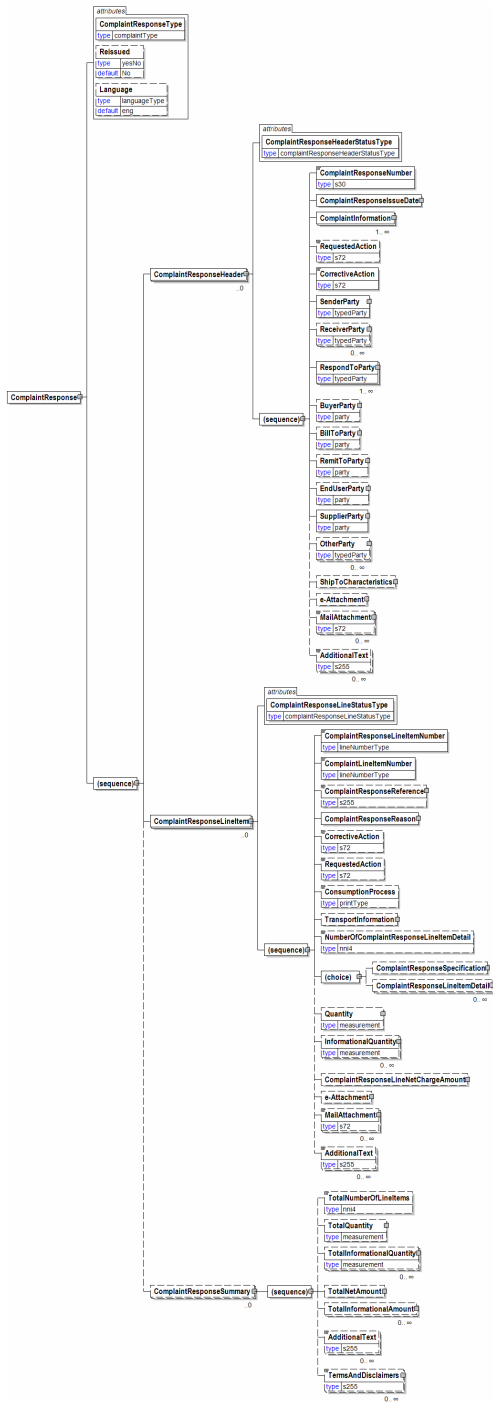 attributes
ComplaintResponseType
type complaintType
Reissued
type yesNo
default No
Language
type languageType
default eng
attributes
ComplaintResponseHeaderStatusType
type complaintResponseHeaderStatusType
ComplaintResponseNumber
type s30
ComplaintResponseIssueDate
ComplaintInformation
1.. ∞
RequestedAction
type s72
ComplaintResponseHeader
..0
CorrectiveAction
type s72
SenderParty
type typedParty
ReceiverParty
type typedParty
0.. ∞
RespondToParty
type typedParty
1.. ∞
ComplaintResponse
BuyerParty
type party
(sequence)
BillToParty
type party
RemitToParty
type party
EndUserParty
type party
SupplierParty
type party
OtherParty
type typedParty
0.. ∞
ShipToCharacteristics
e-Attachment
MailAttachment
type s72
0.. ∞
AdditionalText
type s255
0.. ∞
attributes
ComplaintResponseLineStatusType
type complaintResponseLineStatusType
ComplaintResponseLineItemNumber
type lineNumberType
ComplaintLineItemNumber
type lineNumberType
(sequence)
ComplaintResponseReference
type s255
ComplaintResponseLineItem
..0
ComplaintResponseReason
CorrectiveAction
type s72
RequestedAction
type s72
ConsumptionProcess
type printType
TransportInformation
NumberOfComplaintResponseLineItemDetail
type nni4
(sequence)
(choice)
ComplaintResponseSpecification
ComplaintResponseLineItemDetail
0.. ∞
Quantity
type measurement
InformationalQuantity
type measurement
0.. ∞
ComplaintResponseLineNetChargeAmount
e-Attachment
MailAttachment
type s72
0.. ∞
AdditionalText
type s255
0.. ∞
TotalNumberOfLineItems
type nni4
TotalQuantity
type measurement
TotalInformationalQuantity
type measurement
0.. ∞
ComplaintResponseSummary
..0
(sequence)
TotalNetAmount
TotalInformationalAmount
0.. ∞
AdditionalText
type s255
0.. ∞
TermsAndDisclaimers
type s255
0.. ∞